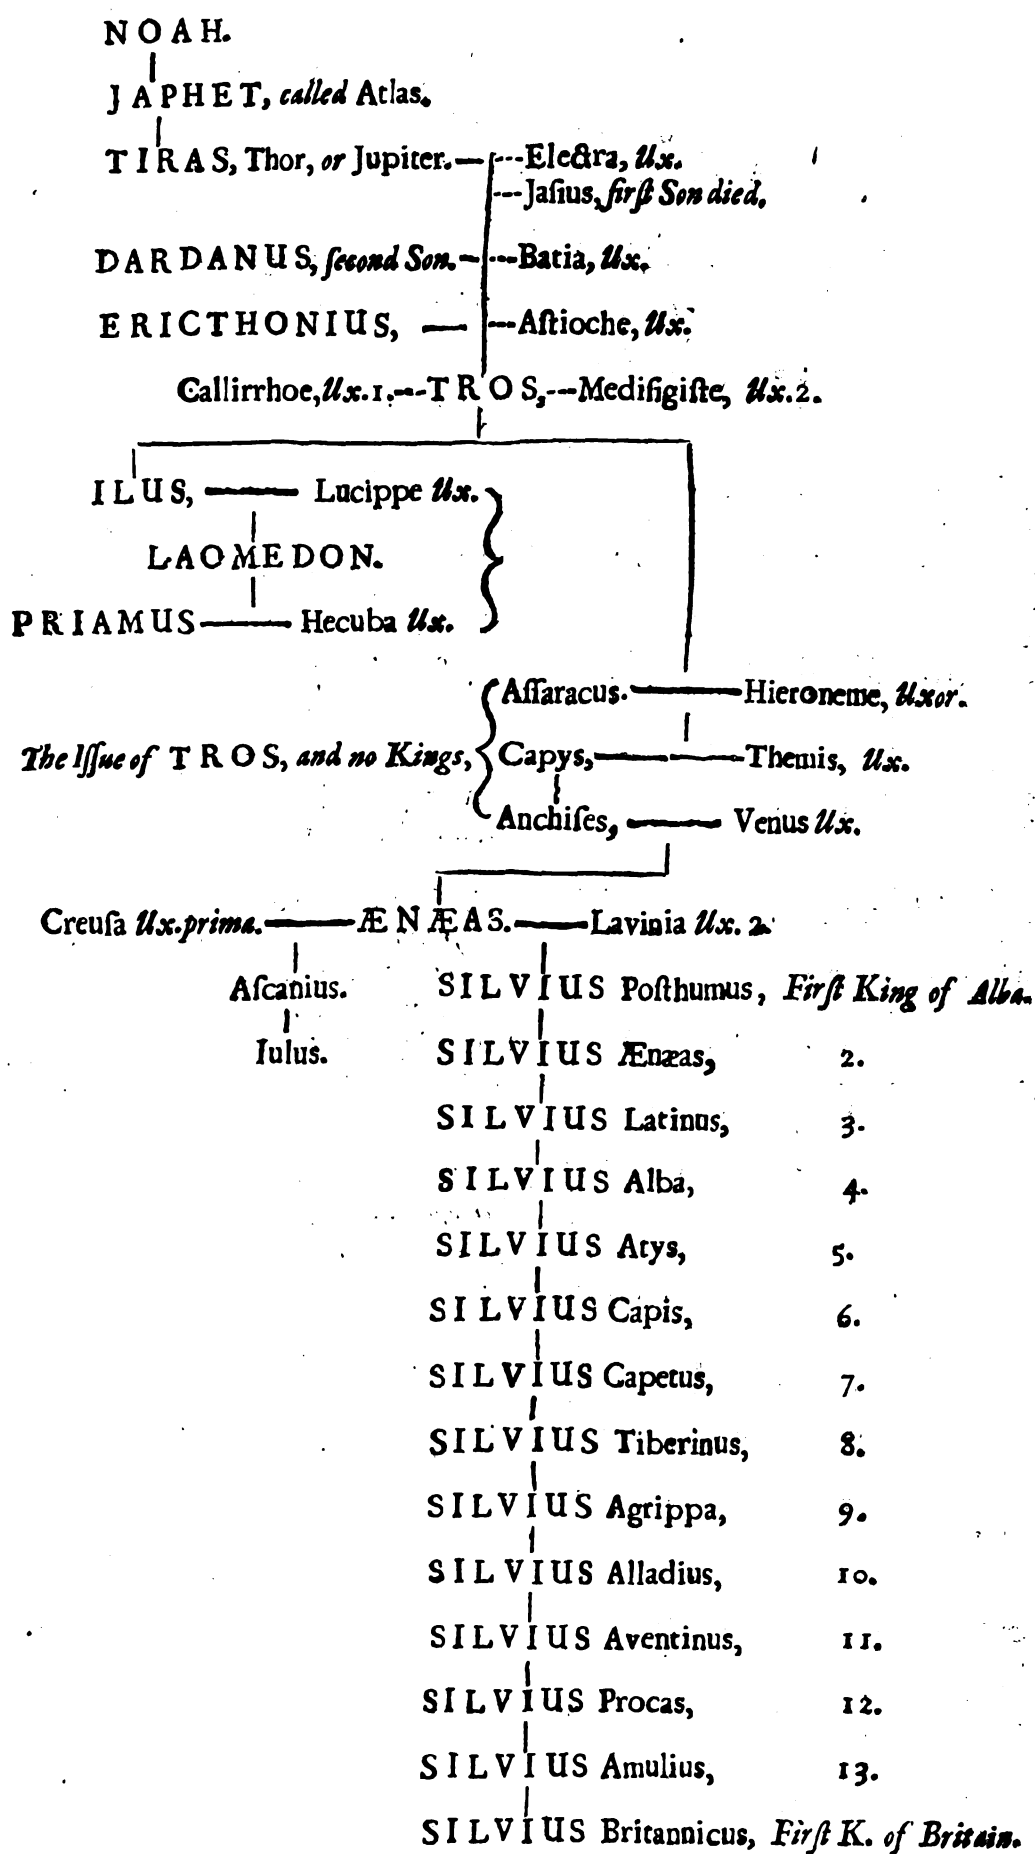 NOAH.
JAPHET, called Atlas.
TIRAS, Thor, or Jupiter.—---Electra, Ux.
---Jaſius, firſt Son died.
DARDANUS, ſecond Son.—---Batia, Ux.
ERICTHONIUS, — ---Aſtioche, Ux.
Callirrhoe, Ux. 1.---TROS,---Medifigiſte, Ux. 2.
ILUS, —— Lucippe Ux.
LAOMEDON.
PRIAMUS—— Hecuba Ux.
Aſſaracus.——Hieroneme, Uxor.
The Iſſue of TROS, and no Kings, Capys,——Themis, Ux.
Anchiſes, —— Venus Ux.
Creuſa Ux. prima.——ÆNÆAS.——Lavinia Ux. 2.
Aſcanius. SILVIUS Poſthumus, Firſt King of Alba.
Iulus. SILVIUS Ænæas, 2.
SILVIUS Latinus, 3.
SILVIUS Alba, 4.
SILVIUS Atys, 5.
SILVIUS Capis, 6.
SILVIUS Capetus, 7.
SILVIUS Tiberinus, 8.
SILVIUS Agrippa, 9.
SILVIUS Alladius, 10.
SILVIUS Aventinus, 11.
SILVIUS Procas, 12.
SILVIUS Amulius, 13.
SILVIUS Britannicus, Firſt K. of Britain.